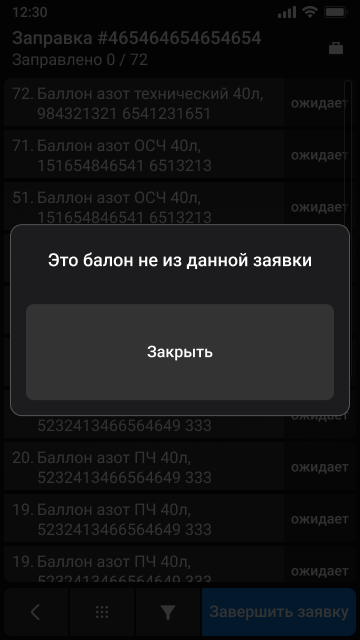 12:30
Заправка #465464654654654
Заправлено 0 / 72
72. Баллон азот технический 40л,
984321321 6541231651
ожидает
71. Баллон азот ОСЧ 40л,
151654846541 6513213
ожидает
51. Баллон азот ОСЧ 40л,
151654846541 6513213
ожидает
Это балон не из данной заявки
Закрыть
5232413466564649 333
ожидает
20. Баллон азот ПЧ 40л,
5232413466564649 333
ожидает
19. Баллон азот ПЧ 40л,
5232413466564649 333
ожидает
19. Баллон азот ПЧ 40л,
5232413466564649 333
ожидает
Завершить заявку